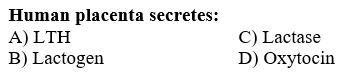 Human placenta secretes:
A) LTH C) Lactase
B) Lactogen D) Oxytocin